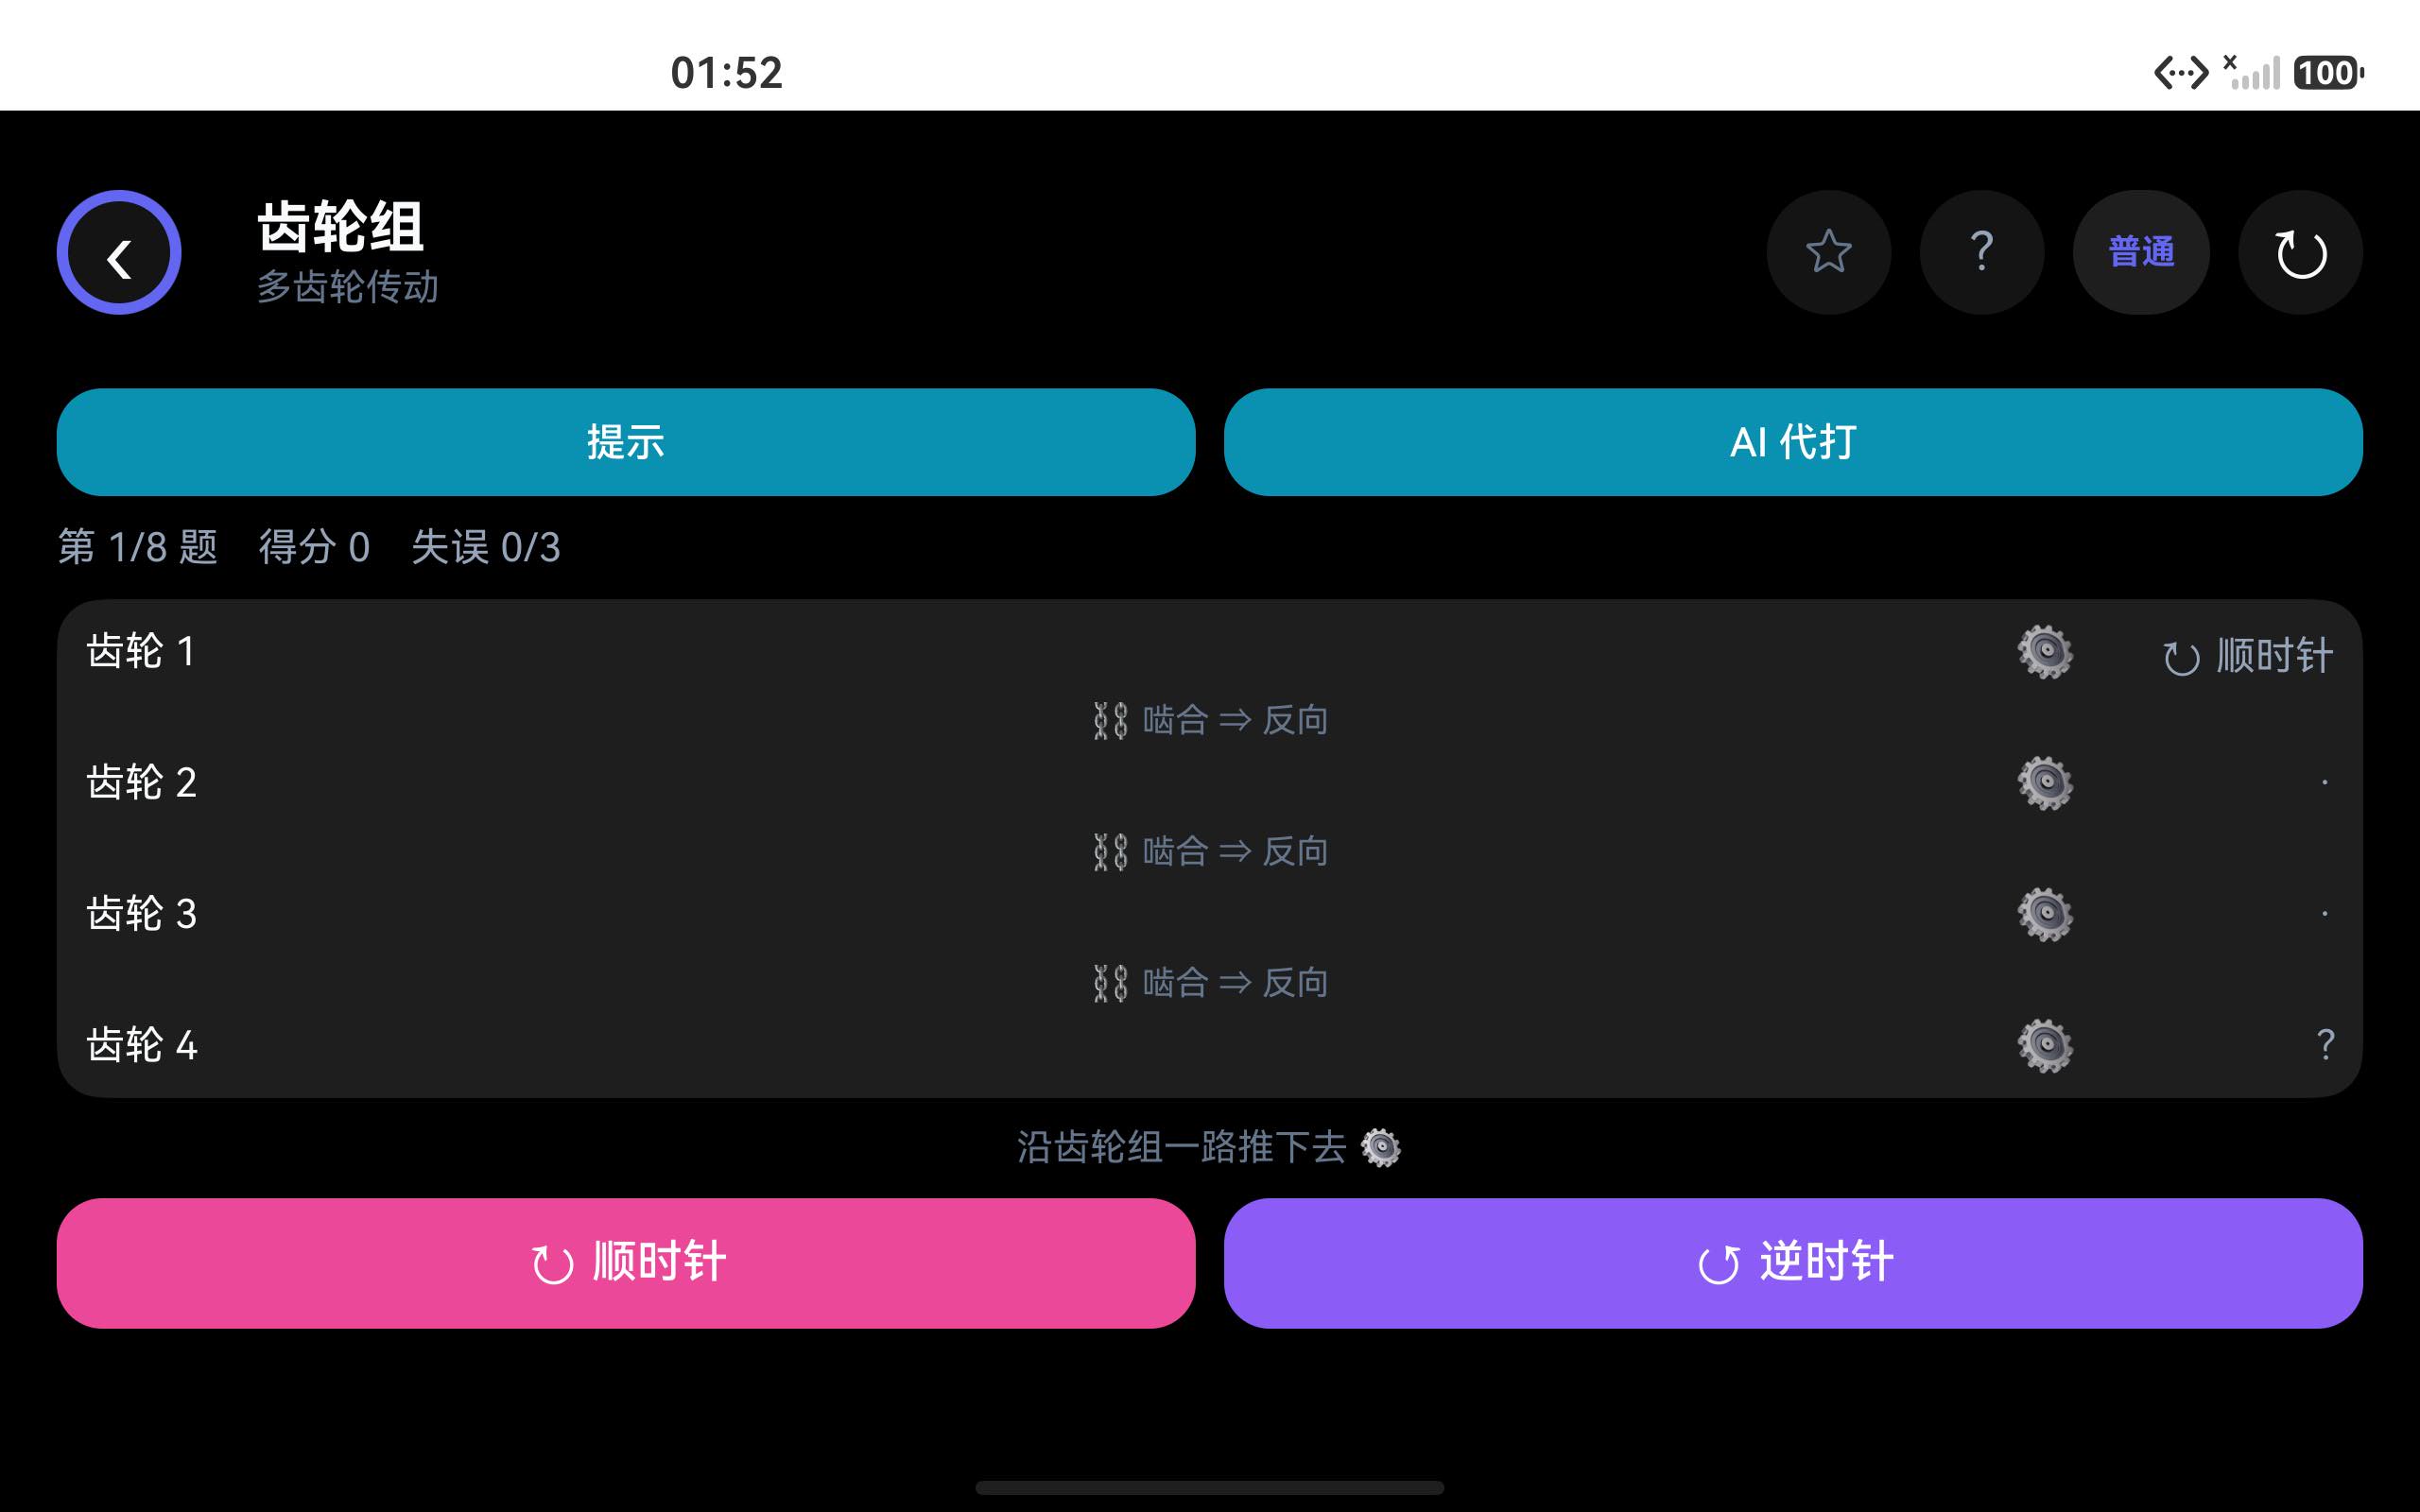 01:52
100
齿轮组
多齿轮传动
?
普通
提示
AI 代打
第 1/8 题 得分 0 失误 0/3
齿轮 1 ↻ 顺时针
⛓ 啮合 ⇒ 反向
齿轮 2 ·
⛓ 啮合 ⇒ 反向
齿轮 3 ·
⛓ 啮合 ⇒ 反向
齿轮 4 ?
沿齿轮组一路推下去 ⚙
↻ 顺时针
↺ 逆时针